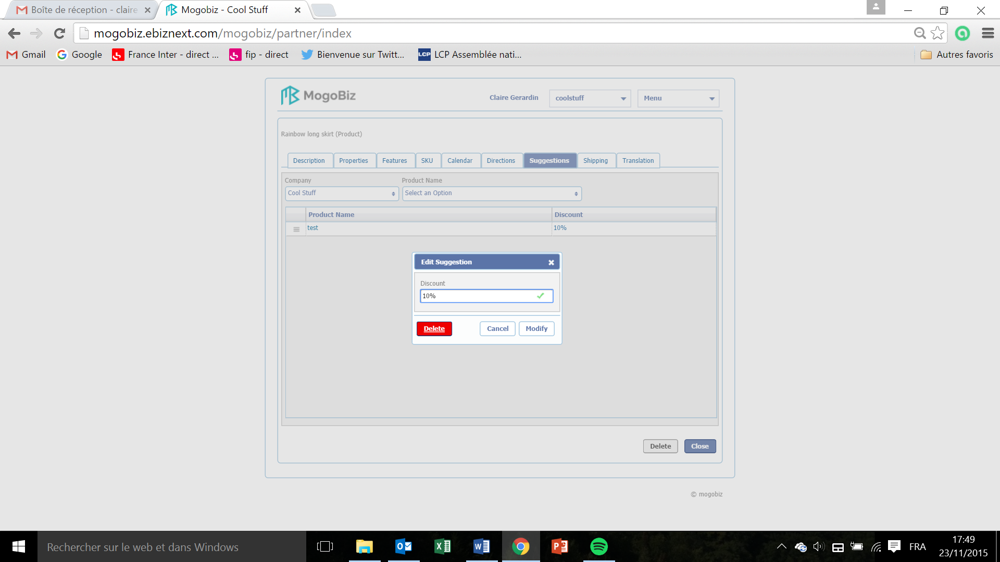 Boîte de réception - claire
Mogobiz - Cool Stuff
mogobiz.ebiznext.com/mogobiz/partner/index
Gmail
Google
France Inter - direct ...
fip - direct
Bienvenue sur Twitt...
LCP
LCP Assemblée nati...
Autres favoris
MogoBiz
Claire Gerardin
coolstuff
Menu
Rainbow long skirt (Product)
Description
Properties
Features
SKU
Calendar
Directions
Suggestions
Shipping
Translation
Company
Product Name
Cool Stuff
Select an Option
Product Name
Discount
test
10%
Edit Suggestion
Discount
10%
Delete
Cancel
Modify
Delete
Close
© mogobiz
Rechercher sur le web et dans Windows
FRA
17:49
23/11/2015